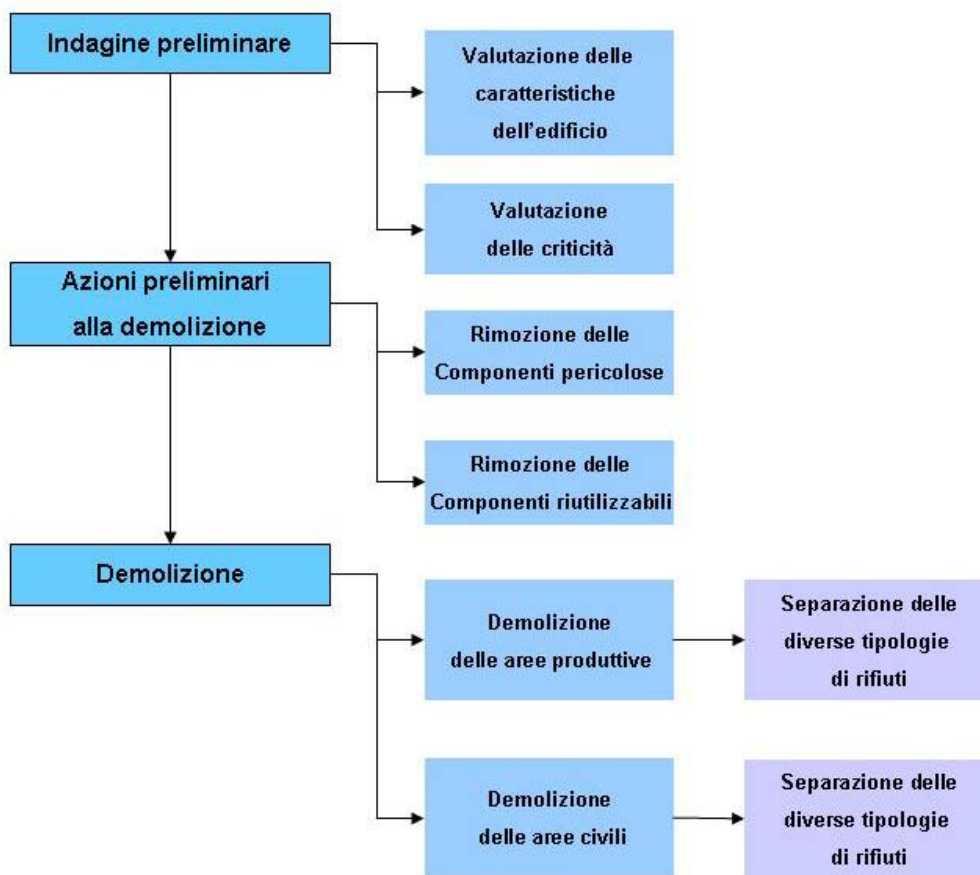 Indagine preliminare
Valutazione delle
caratteristiche
dell'edificio
Valutazione
delle criticità
Azioni preliminari
alla demolizione
Rimozione delle
Componenti pericolose
Rimozione delle
Componenti riutilizzabili
Demolizione
Demolizione
delle aree produttive
Separazione delle
diverse tipologie
di rifiuti
Demolizione
delle aree civili
Separazione delle
diverse tipologie
di rifiuti